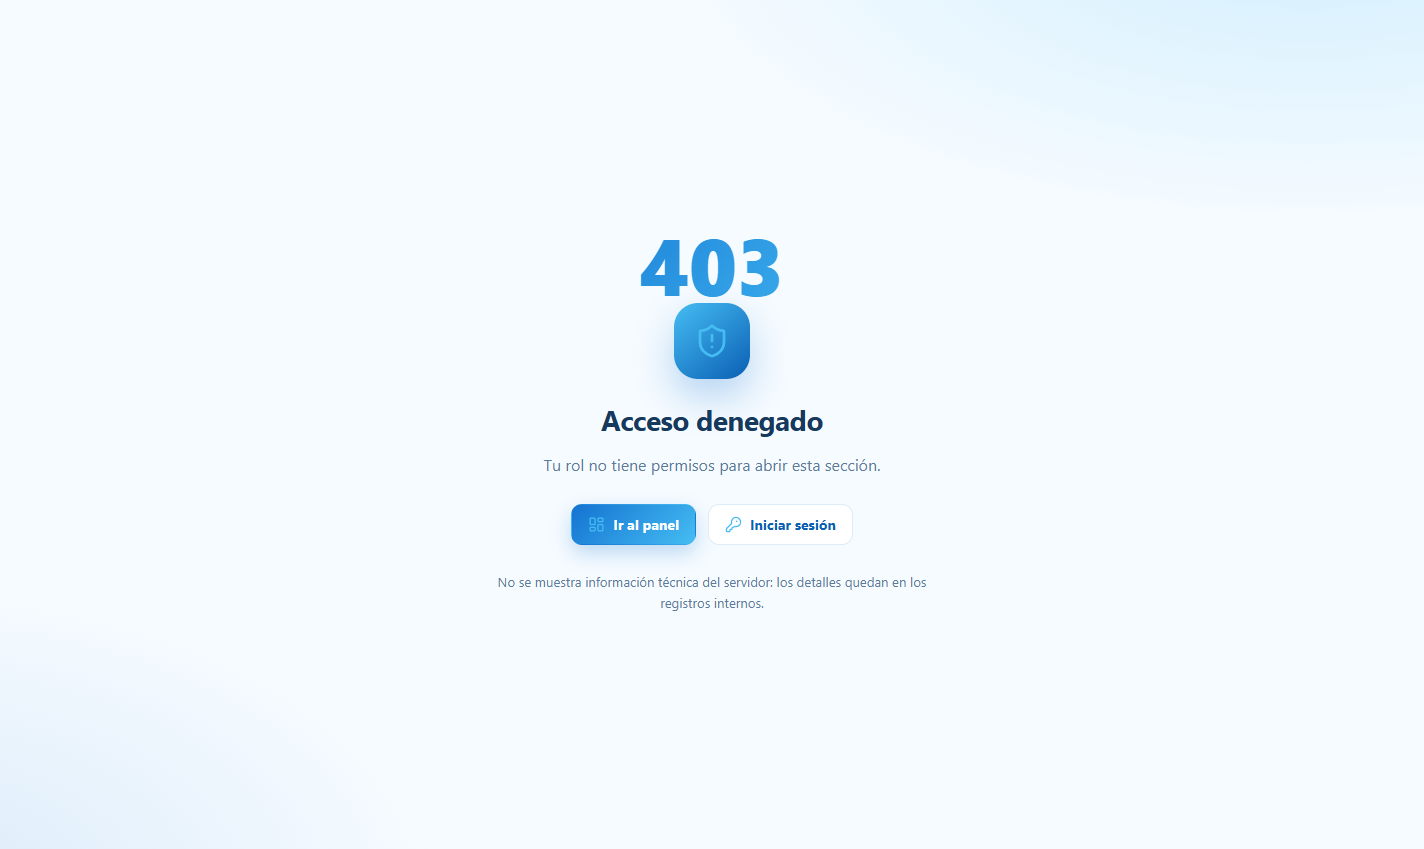 403
Acceso denegado
Tu rol no tiene permisos para abrir esta sección.
Ir al panel
Iniciar sesión
No se muestra información técnica del servidor: los detalles quedan en los
registros internos.